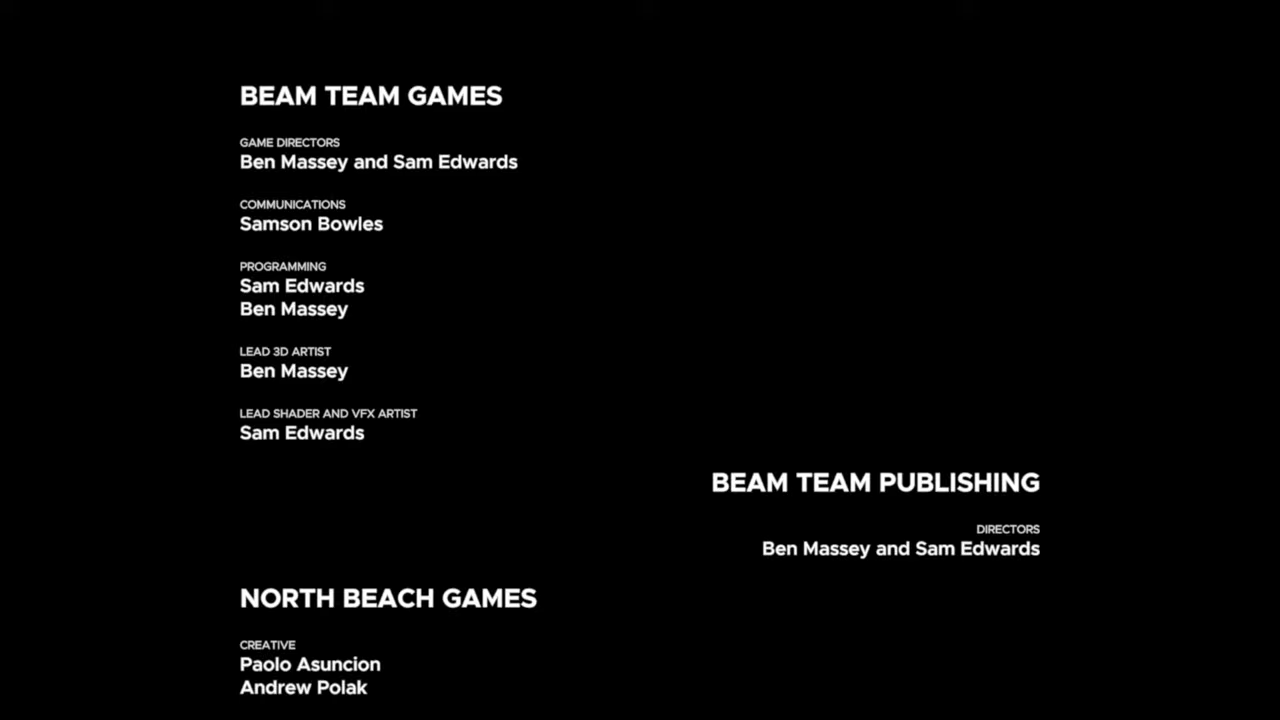 BEAM TEAM GAMES
GAME DIRECTORS
Ben Massey and Sam Edwards
COMMUNICATIONS
Samson Bowles
PROGRAMMING
Sam Edwards
Ben Massey
LEAD 3D ARTIST
Ben Massey
LEAD SHADER AND VFX ARTIST
Sam Edwards
BEAM TEAM PUBLISHING
DIRECTORS
Ben Massey and Sam Edwards
NORTH BEACH GAMES
CREATIVE
Paolo Asuncion
Andrew Polak